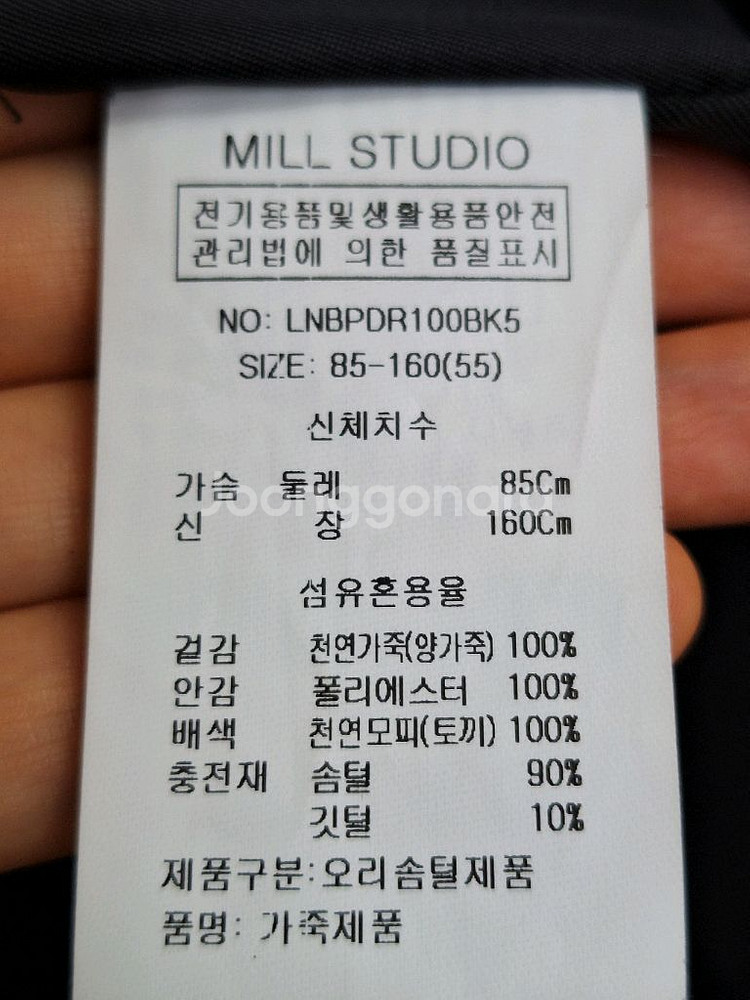 MILL STUDIO
전기용품및생활용품안전
관리법에 의한 품질표시
NO: LNBPDR100BK5
SIZE: 85-160(55)
신체치수
가슴 둘레 85Cm
신 장 160Cm
섬유혼용율
겉감 천연가죽(양가죽) 100%
안감 폴리에스터 100%
배색 천연모피(토끼) 100%
충전재 솜털 90%
깃털 10%
제품구분:오리솜털제품
품명: 가죽제품
Joonggonara